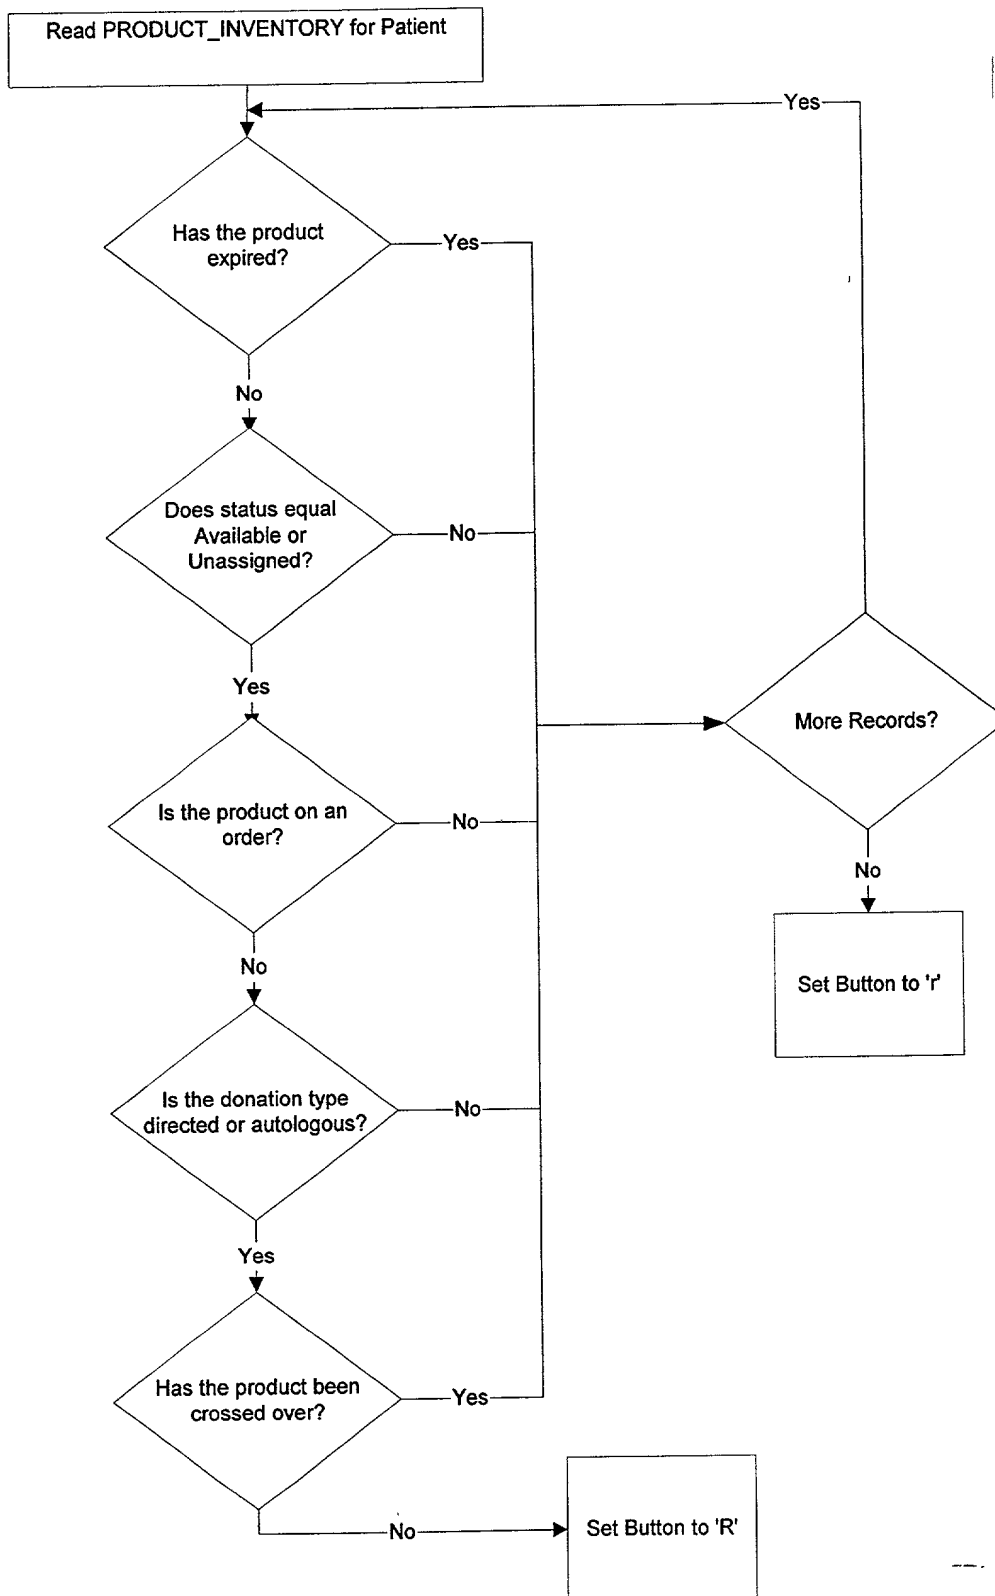 Read PRODUCT_INVENTORY for Patient
Yes
Has the product
expired?
Yes
No
Does status equal
Available or
Unassigned?
No
Yes
More Records?
Is the product on an
order?
No
No
No
Set Button to 'r'
Is the donation type
directed or autologous?
No
Yes
Has the product been
crossed over?
Yes
No
Set Button to 'R'